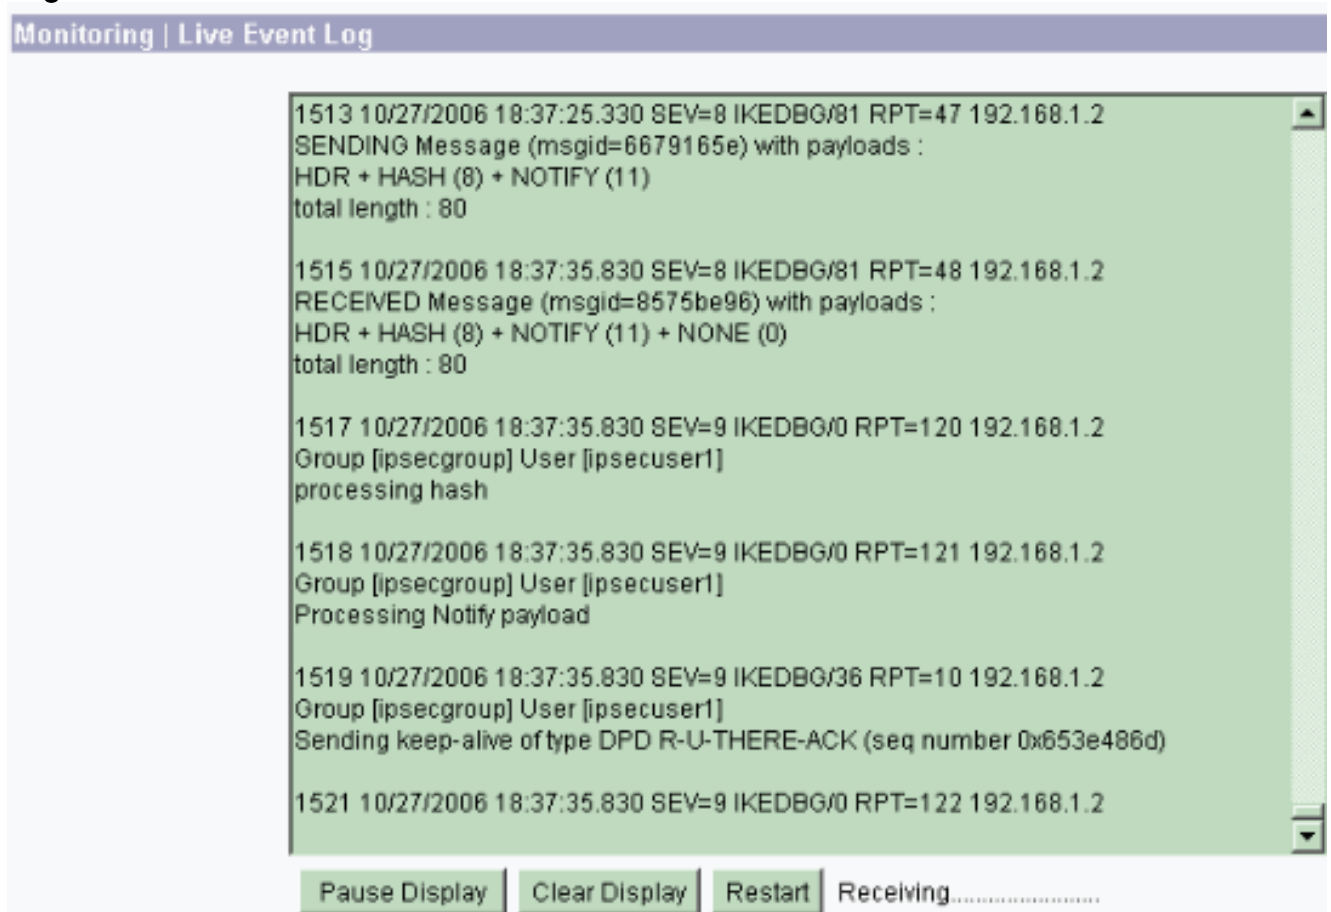 Monitoring | Live Event Log
1513 10/27/2006 18:37:25.330 SEV=8 IKEDBG/81 RPT=47 192.168.1.2
SENDING Message (msgid=6679165e) with payloads :
HDR + HASH (8) + NOTIFY (11)
total length : 80
1515 10/27/2006 18:37:35.830 SEV=8 IKEDBG/81 RPT=48 192.168.1.2
RECEIVED Message (msgid=8575be96) with payloads :
HDR + HASH (8) + NOTIFY (11) + NONE (0)
total length : 80
1517 10/27/2006 18:37:35.830 SEV=9 IKEDBG/0 RPT=120 192.168.1.2
Group [ipsecgroup] User [ipsecuser1]
processing hash
1518 10/27/2006 18:37:35.830 SEV=9 IKEDBG/0 RPT=121 192.168.1.2
Group [ipsecgroup] User [ipsecuser1]
Processing Notify payload
1519 10/27/2006 18:37:35.830 SEV=9 IKEDBG/36 RPT=10 192.168.1.2
Group [ipsecgroup] User [ipsecuser1]
Sending keep-alive of type DPD R-U-THERE-ACK (seq number 0x653e486d)
1521 10/27/2006 18:37:35.830 SEV=9 IKEDBG/0 RPT=122 192.168.1.2
Pause Display Clear Display Restart Receiving........................